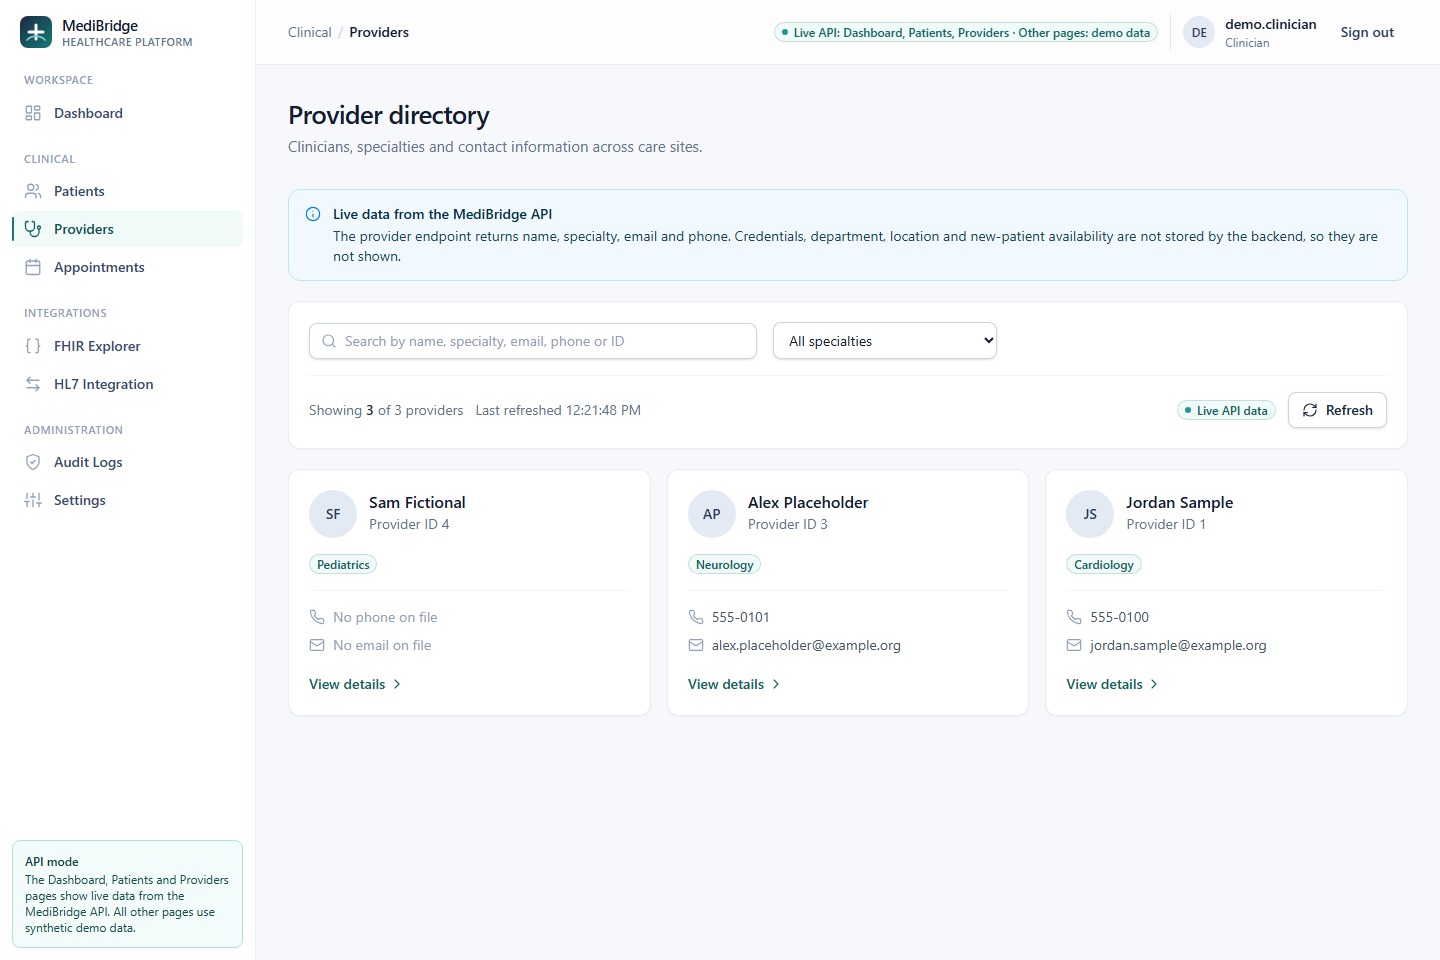 MediBridge
HEALTHCARE PLATFORM
WORKSPACE
Dashboard
CLINICAL
Patients
Providers
Appointments
INTEGRATIONS
FHIR Explorer
HL7 Integration
ADMINISTRATION
Audit Logs
Settings
API mode
The Dashboard, Patients and Providers
pages show live data from the
MediBridge API. All other pages use
synthetic demo data.
Clinical / Providers
Live API: Dashboard, Patients, Providers · Other pages: demo data
DE
demo.clinician
Clinician
Sign out
Provider directory
Clinicians, specialties and contact information across care sites.
Live data from the MediBridge API
The provider endpoint returns name, specialty, email and phone. Credentials, department, location and new-patient availability are not stored by the backend, so they are
not shown.
Search by name, specialty, email, phone or ID
All specialties
Showing 3 of 3 providers Last refreshed 12:21:48 PM
Live API data
Refresh
SF
Sam Fictional
Provider ID 4
Pediatrics
No phone on file
No email on file
View details
AP
Alex Placeholder
Provider ID 3
Neurology
555-0101
alex.placeholder@example.org
View details
JS
Jordan Sample
Provider ID 1
Cardiology
555-0100
jordan.sample@example.org
View details